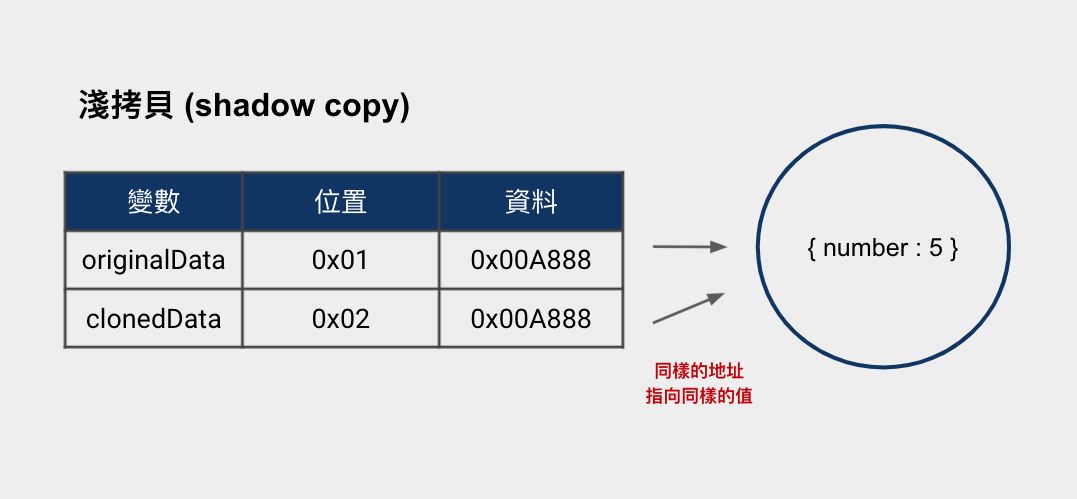 淺拷貝 (shadow copy)
變數 位置 資料
originalData 0x01 0x00A888
clonedData 0x02 0x00A888
{ number : 5 }
同樣的地址
指向同樣的值